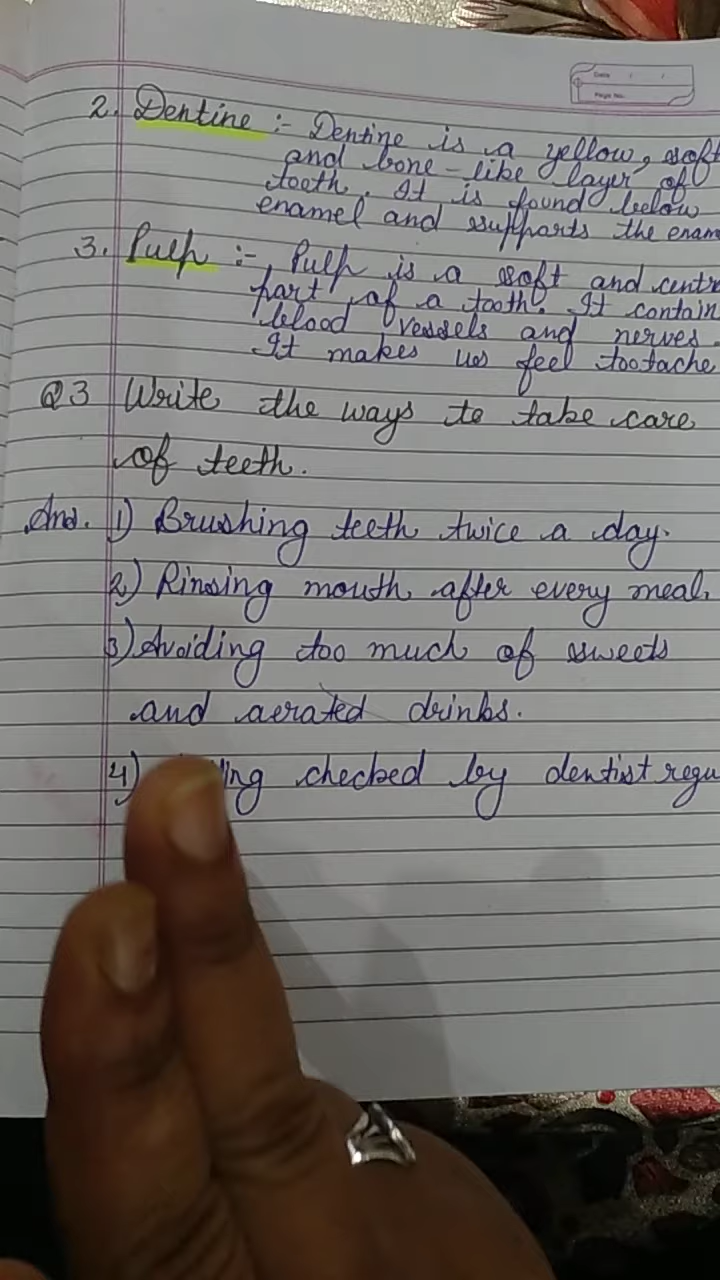 Date / /
Page No.
2. Dentine :- Dentine is a yellow, soft
and bone-like layer of
tooth. It is found below
enamel and supports the enam
3. Pulp :- Pulp is a soft and centr
part of a tooth. It contain
blood vessels and nerves.
It makes us feel tootache
Q3 Write the ways to take care
of teeth.
Ans. 1) Brushing teeth twice a day.
2) Rinsing mouth after every meal.
3) Avoiding too much of sweets
and aerated drinks.
4) checked by dentist regu